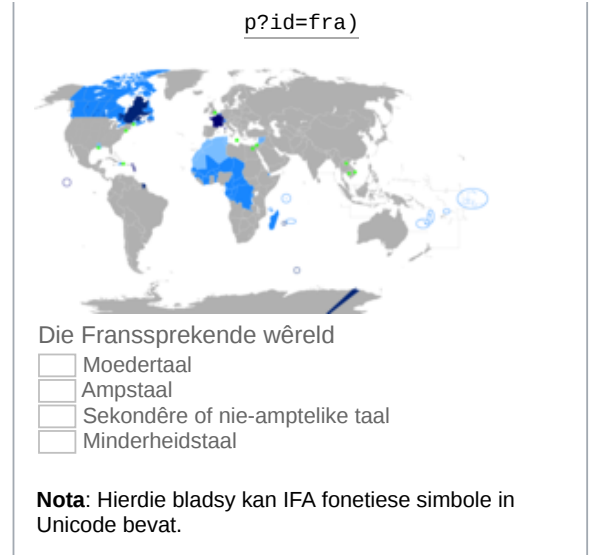 p?id=fra)
Die Franssprekende wêreld
Moedertaal
Ampstaal
Sekondêre of nie-amptelike taal
Minderheidstaal
Nota: Hierdie bladsy kan IFA fonetiese simbole in
Unicode bevat.